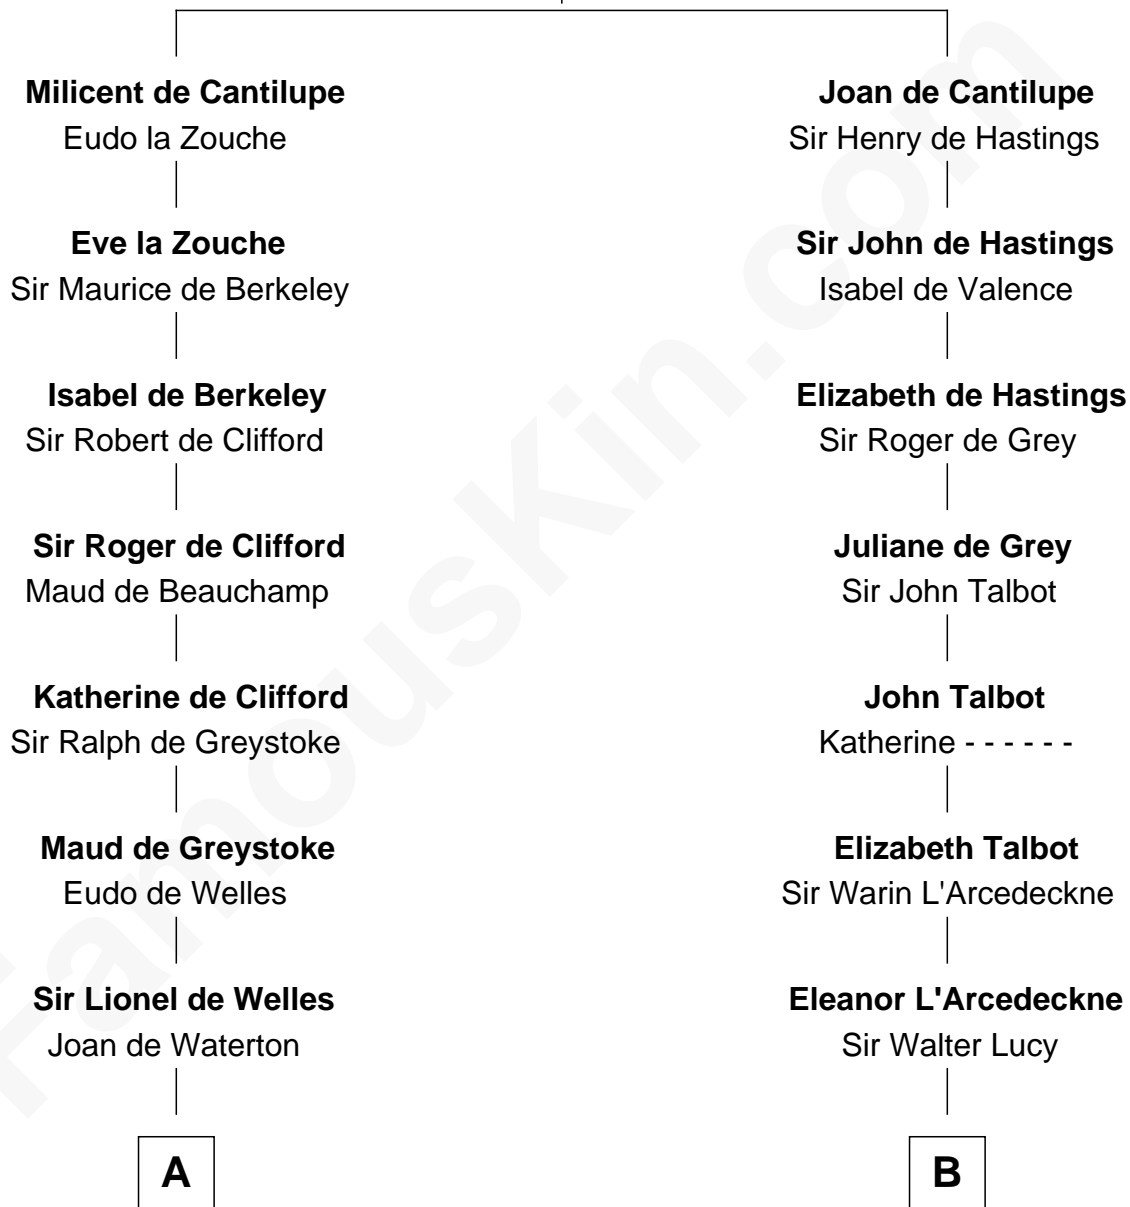 Milicent de Cantilupe
Eudo la Zouche
Eve la Zouche
Sir Maurice de Berkeley
Isabel de Berkeley
Sir Robert de Clifford
Sir Roger de Clifford
Maud de Beauchamp
Katherine de Clifford
Sir Ralph de Greystoke
Maud de Greystoke
Eudo de Welles
Sir Lionel de Welles
Joan de Waterton
A
Joan de Cantilupe
Sir Henry de Hastings
Sir John de Hastings
Isabel de Valence
Elizabeth de Hastings
Sir Roger de Grey
Juliane de Grey
Sir John Talbot
John Talbot
Katherine - - - - - -
Elizabeth Talbot
Sir Warin L'Arcedeckne
Eleanor L'Arcedeckne
Sir Walter Lucy
B
FamousKin.com